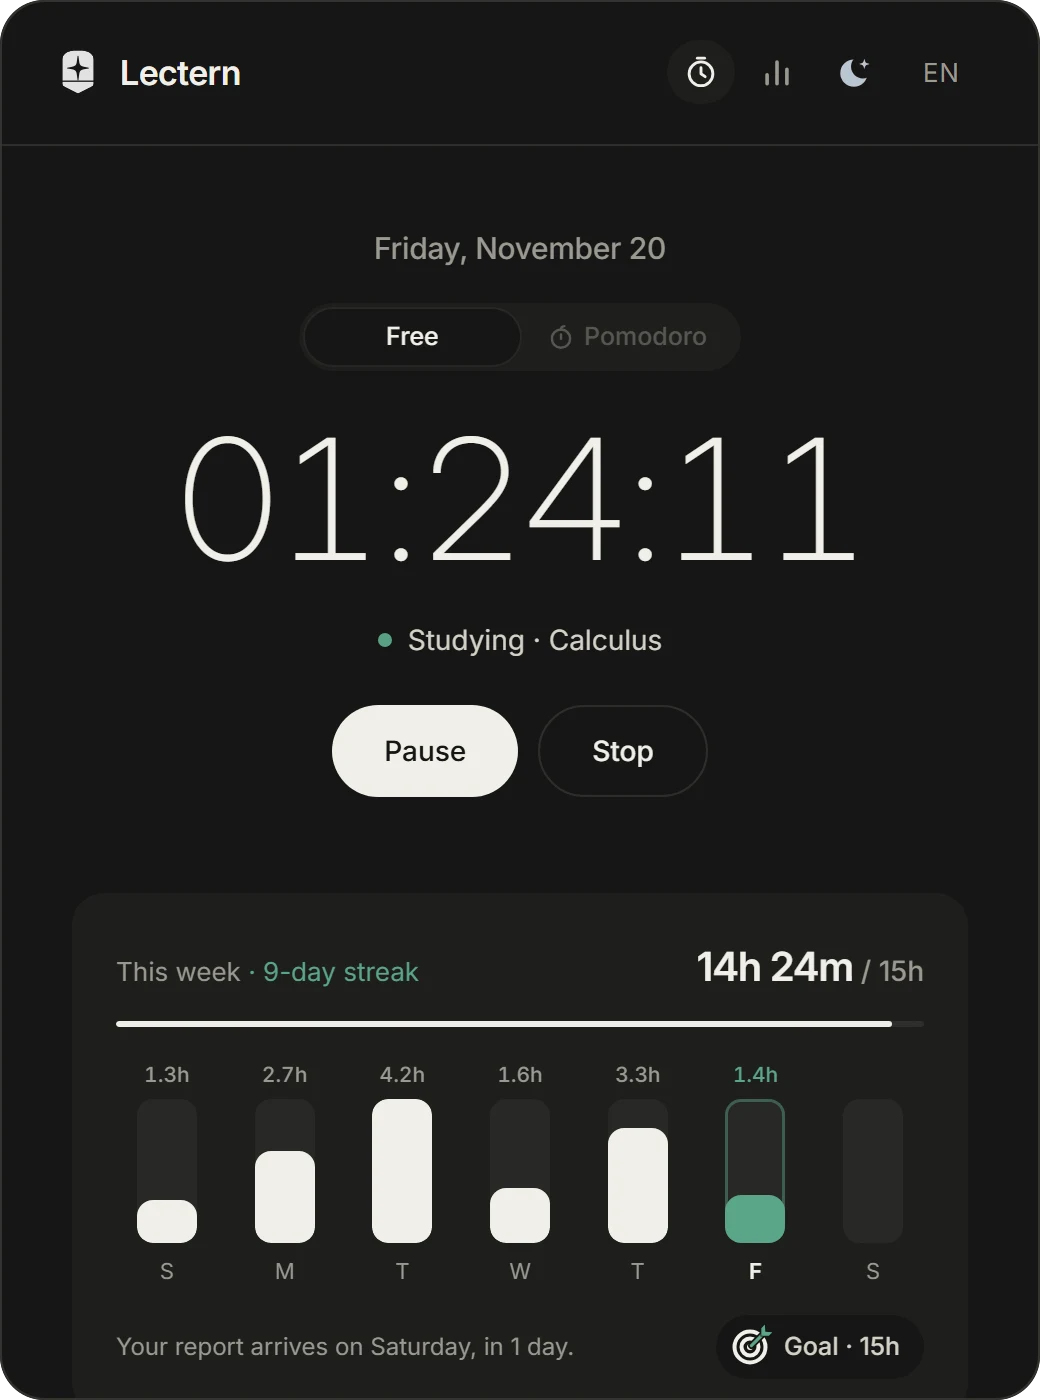 Lectern
EN
Friday, November 20
Free
Pomodoro
01:24:11
Studying · Calculus
Pause
Stop
This week · 9-day streak
14h 24m / 15h
1.3h 2.7h 4.2h 1.6h 3.3h 1.4h
S M T W T F S
Your report arrives on Saturday, in 1 day.
Goal · 15h